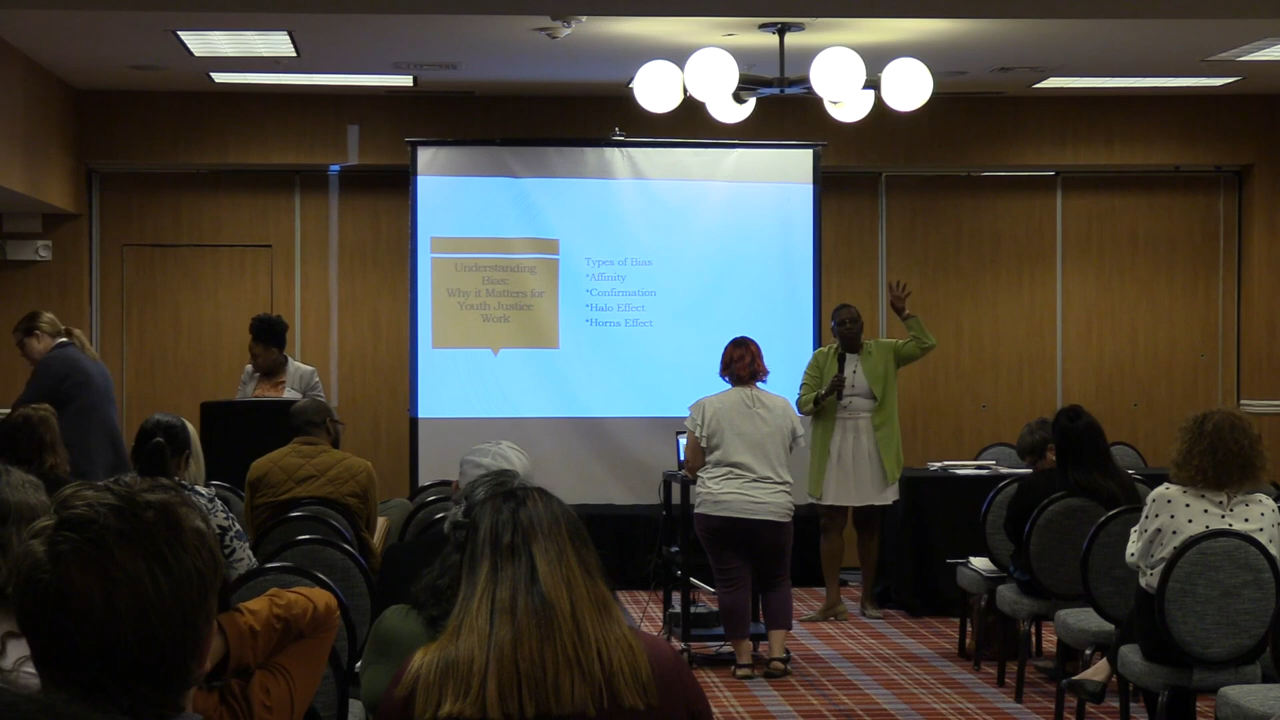 Understanding
Bias:
Why it Matters for
Youth Justice
Work
Types of Bias
*Affinity
*Confirmation
*Halo Effect
*Horns Effect